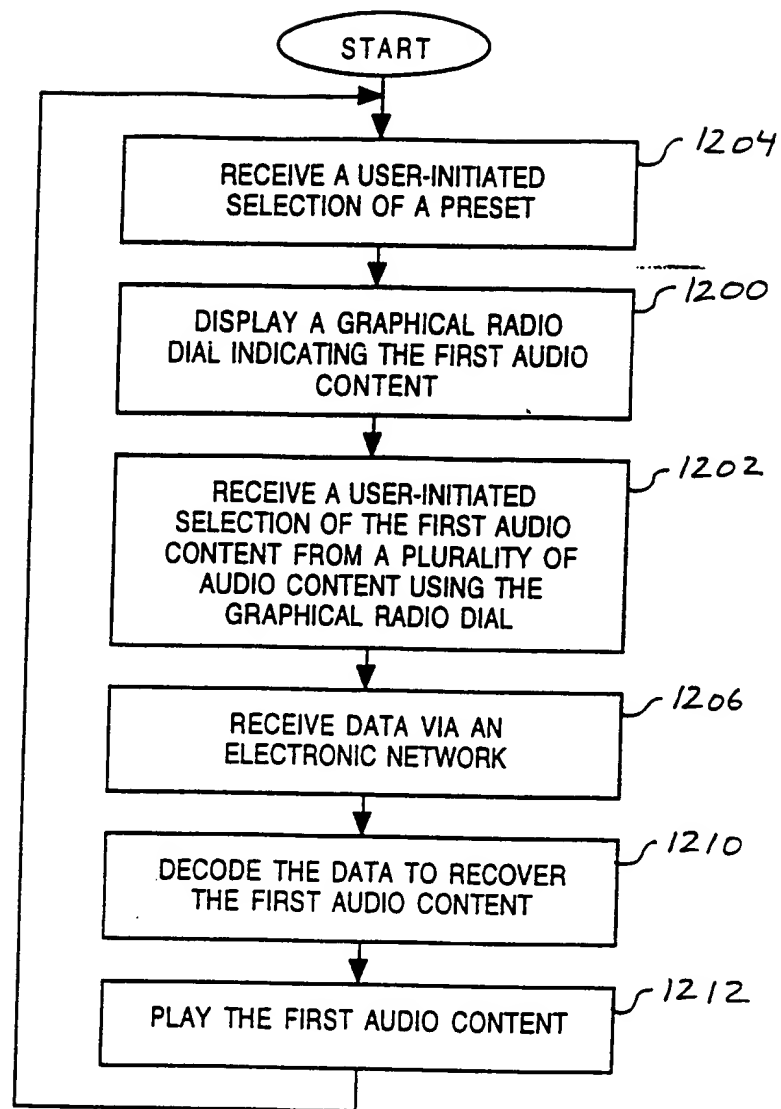 START
1204
RECEIVE A USER-INITIATED
SELECTION OF A PRESET
1200
DISPLAY A GRAPHICAL RADIO
DIAL INDICATING THE FIRST AUDIO
CONTENT
1202
RECEIVE A USER-INITIATED
SELECTION OF THE FIRST AUDIO
CONTENT FROM A PLURALITY OF
AUDIO CONTENT USING THE
GRAPHICAL RADIO DIAL
1206
RECEIVE DATA VIA AN
ELECTRONIC NETWORK
1210
DECODE THE DATA TO RECOVER
THE FIRST AUDIO CONTENT
1212
PLAY THE FIRST AUDIO CONTENT